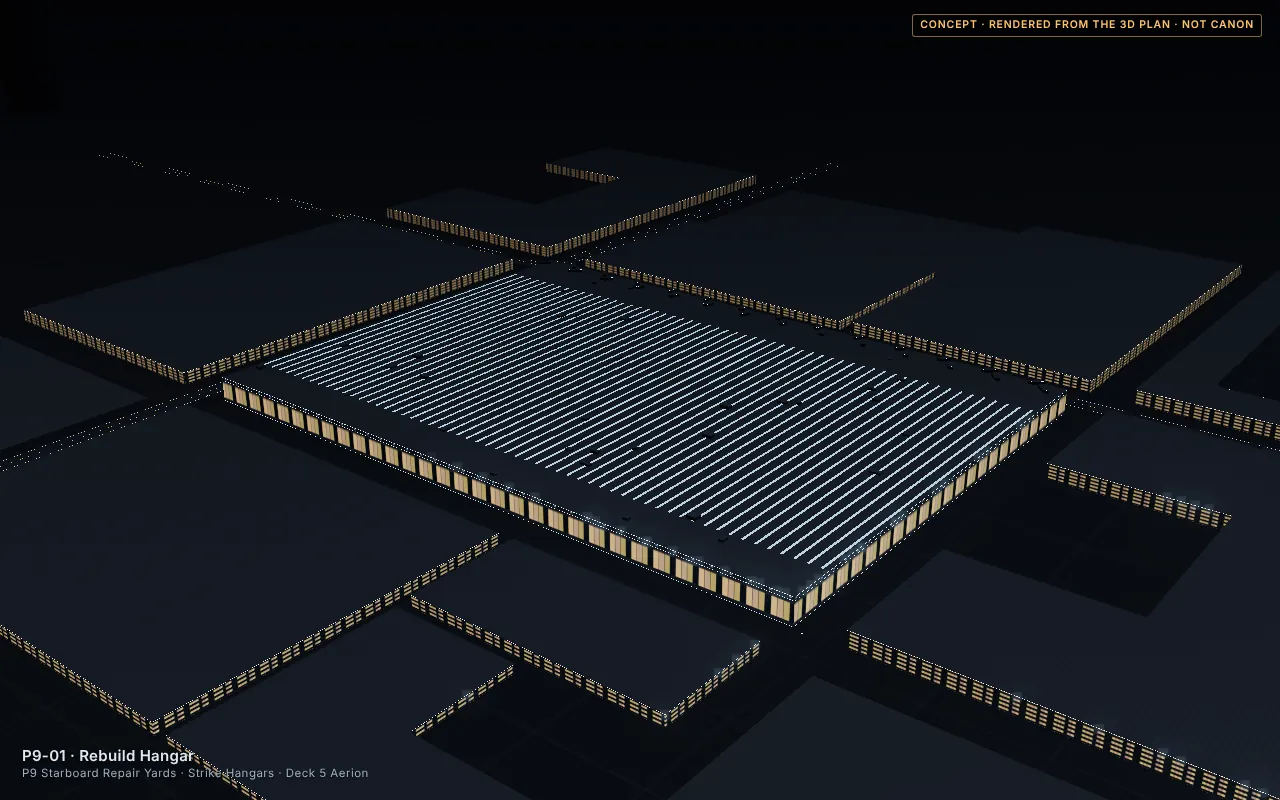 CONCEPT · RENDERED FROM THE 3D PLAN · NOT CANON
P9-01 · Rebuild Hangar
P9 Starboard Repair Yards · Strike Hangars · Deck 5 Aerion